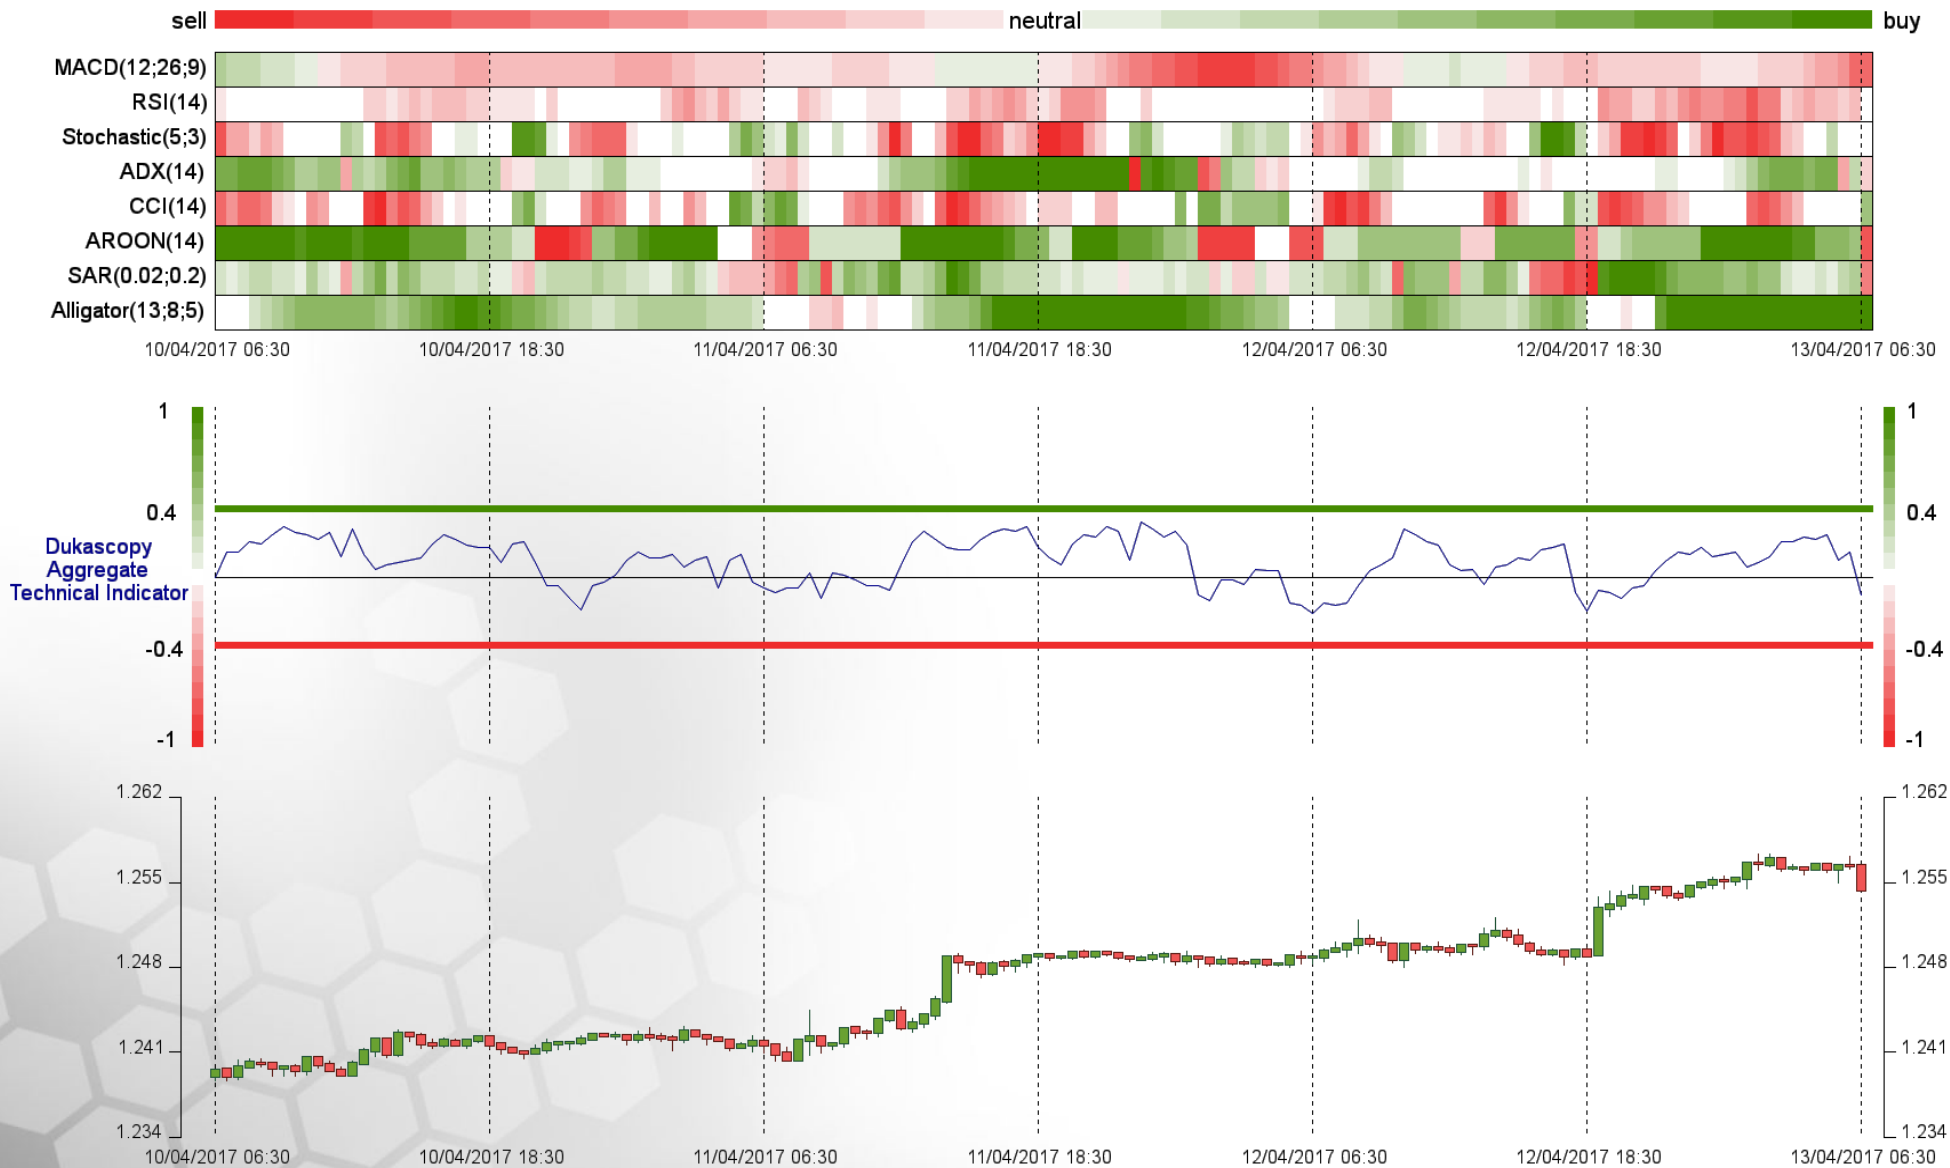 sell neutral buy
MACD(12;26;9)
RSI(14)
Stochastic(5;3)
ADX(14)
CCI(14)
AROON(14)
SAR(0.02;0.2)
Alligator(13;8;5)
10/04/2017 06:30 10/04/2017 18:30 11/04/2017 06:30 11/04/2017 18:30 12/04/2017 06:30 12/04/2017 18:30 13/04/2017 06:30
1 1
0.4 0.4
Dukascopy
Aggregate
Technical Indicator
-0.4 -0.4
-1 -1
1.262 1.262
1.255 1.255
1.248 1.248
1.241 1.241
1.234 1.234
10/04/2017 06:30 10/04/2017 18:30 11/04/2017 06:30 11/04/2017 18:30 12/04/2017 06:30 12/04/2017 18:30 13/04/2017 06:30